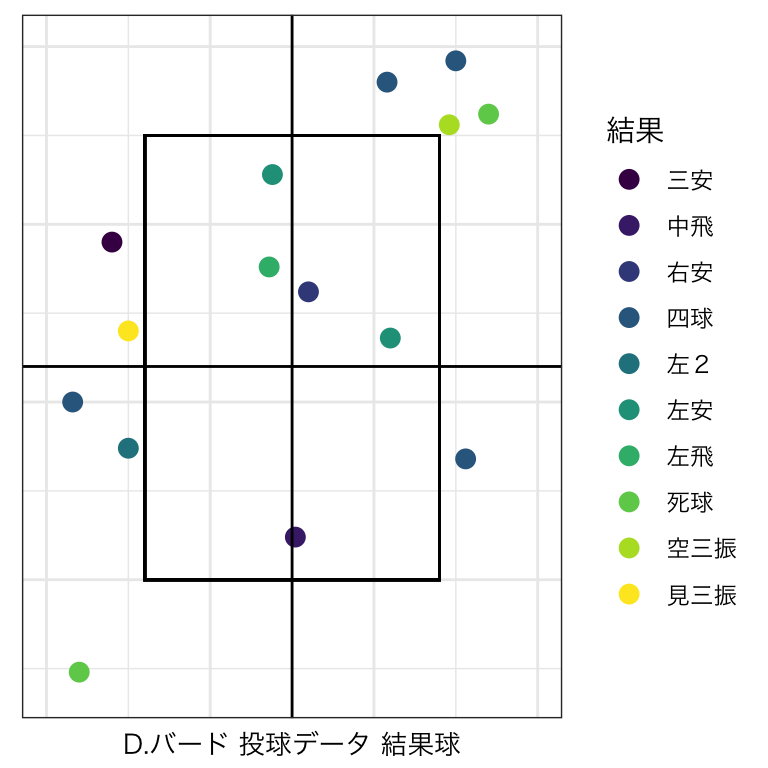 結果
三安
中飛
右安
四球
左２
左安
左飛
死球
空三振
見三振
D.バード 投球データ 結果球